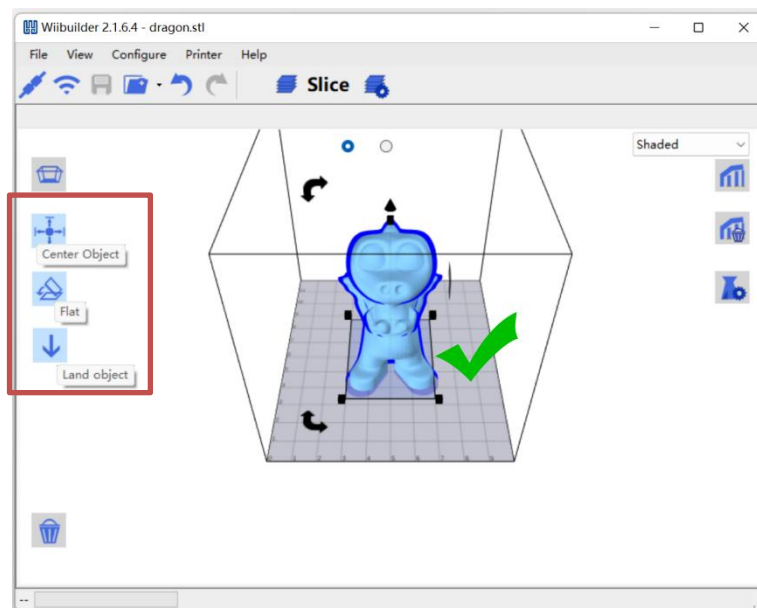 Wiibuilder 2.1.6.4 - dragon.stl
File View Configure Printer Help
Slice
Shaded
Center Object
Flat
Land object
--